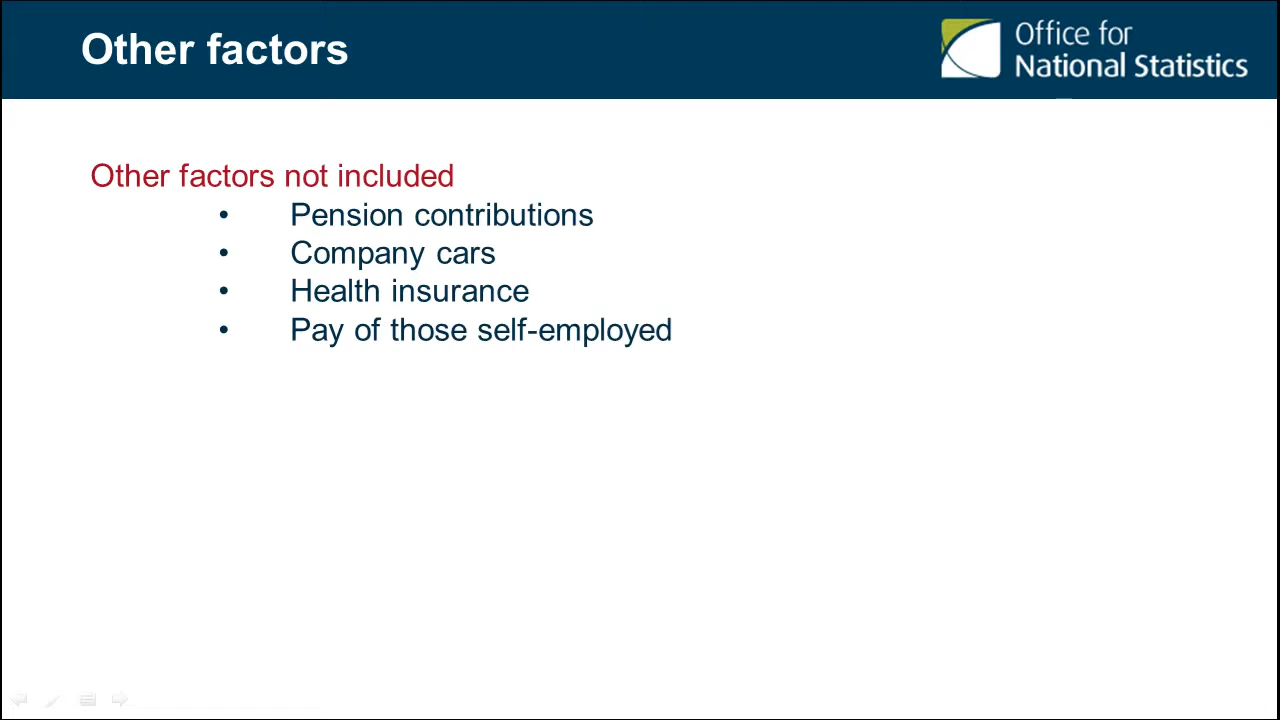 Other factors
Office for
National Statistics
Other factors not included
• Pension contributions
• Company cars
• Health insurance
• Pay of those self-employed